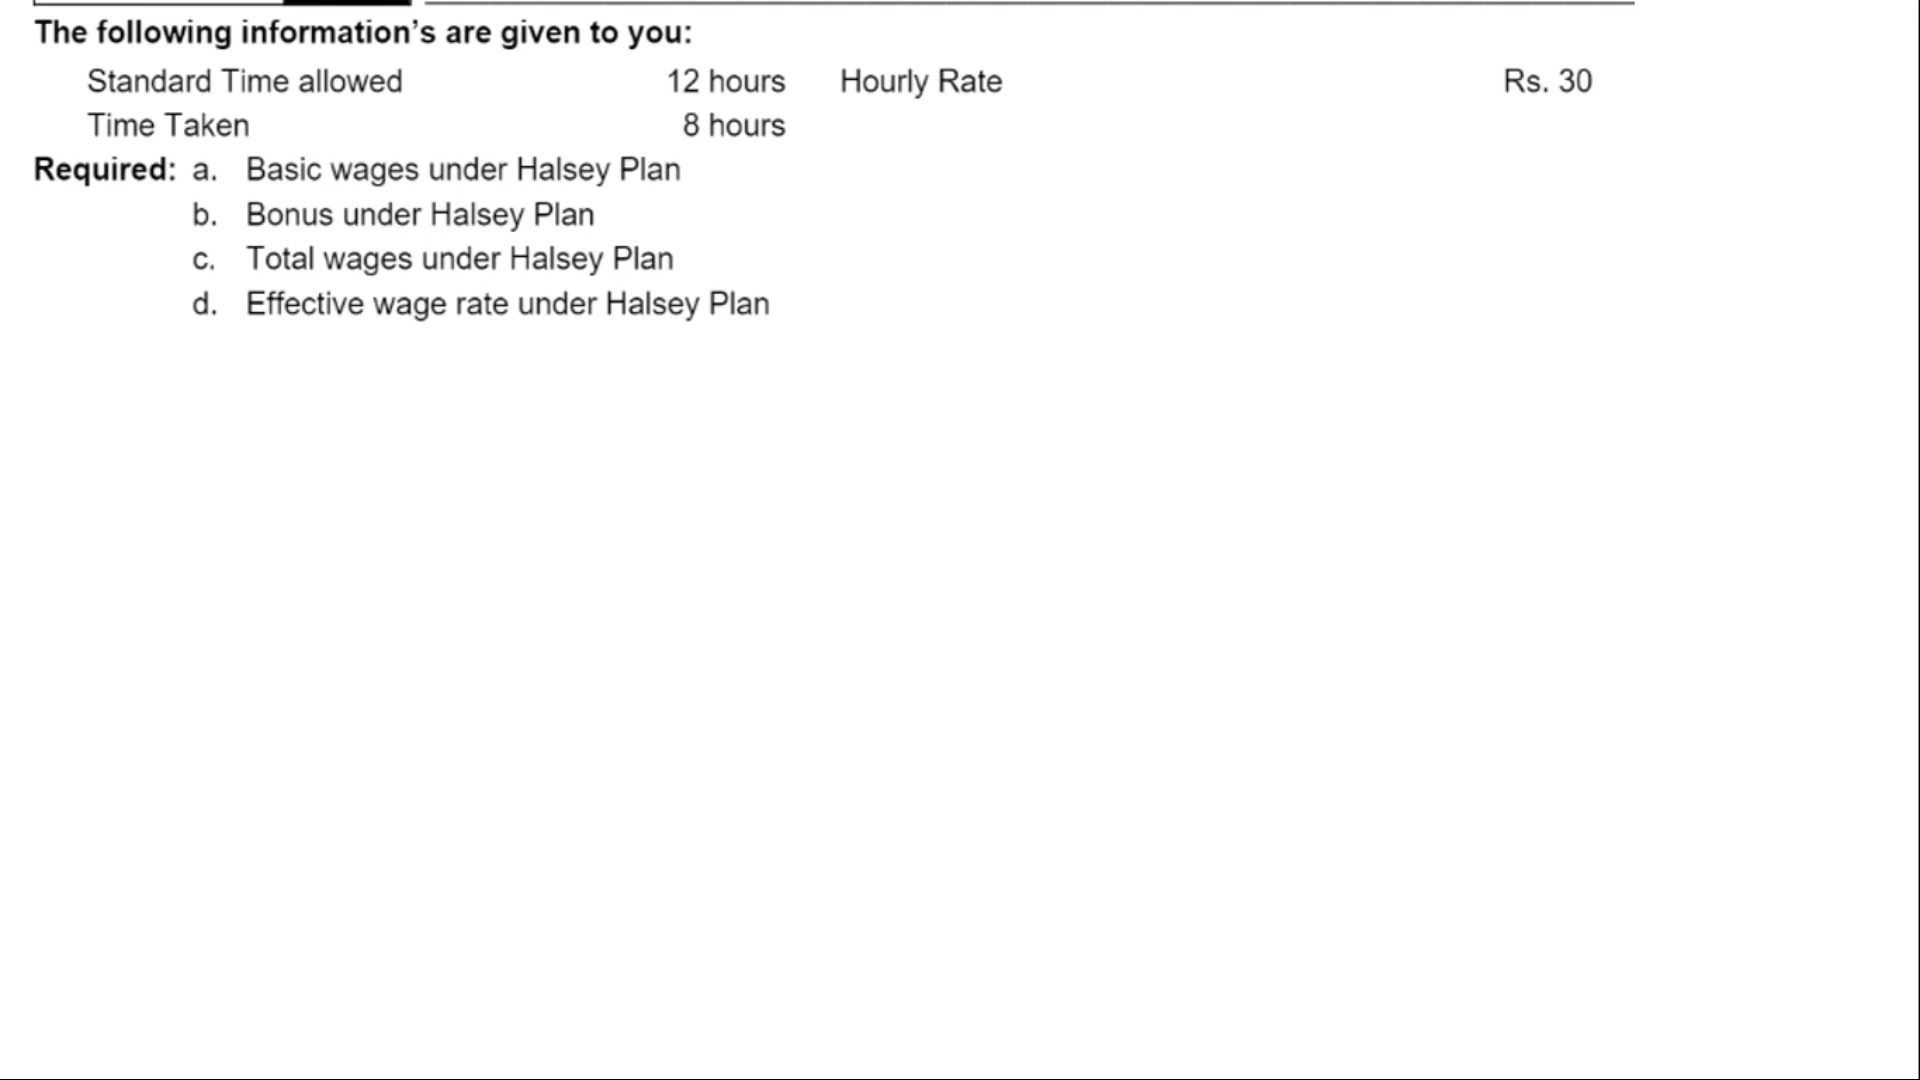 The following information’s are given to you:
Standard Time allowed 12 hours Hourly Rate Rs. 30
Time Taken 8 hours
Required: a. Basic wages under Halsey Plan
b. Bonus under Halsey Plan
c. Total wages under Halsey Plan
d. Effective wage rate under Halsey Plan